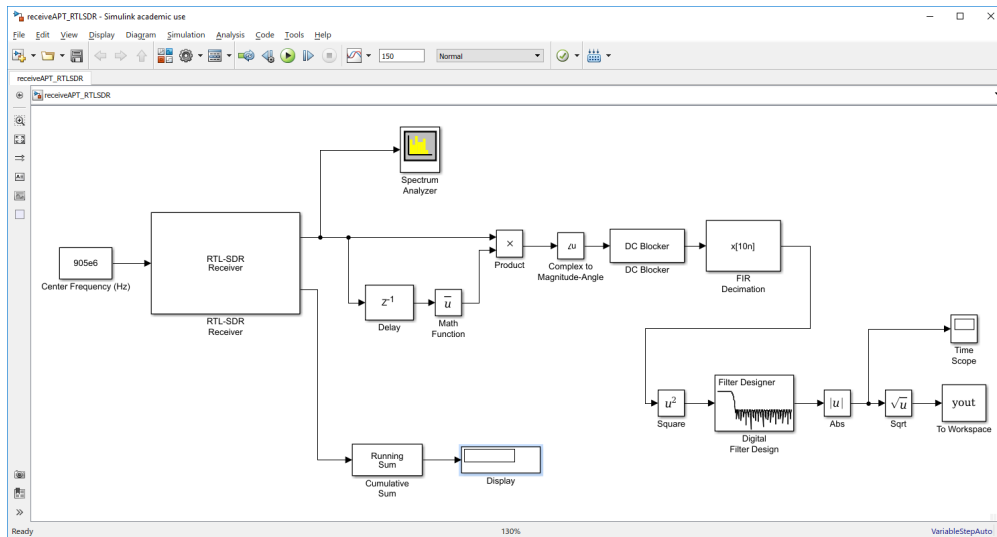 receiveAPT_RTLSDR - Simulink academic use
File Edit View Display Diagram Simulation Analysis Code Tools Help
150
Normal
receiveAPT_RTLSDR
receiveAPT_RTLSDR
Spectrum
Analyzer
905e6
Center Frequency (Hz)
RTL-SDR
Receiver
RTL-SDR
Receiver
Z-1
Delay
u
Math
Function
×
Product
∠u
Complex to
Magnitude-Angle
DC Blocker
DC Blocker
x[10n]
FIR
Decimation
Time
Scope
u2
Square
Filter Designer
Digital
Filter Design
|u|
Abs
√u
Sqrt
yout
To Workspace
Running
Sum
Cumulative
Sum
Display
Ready
130%
VariableStepAuto